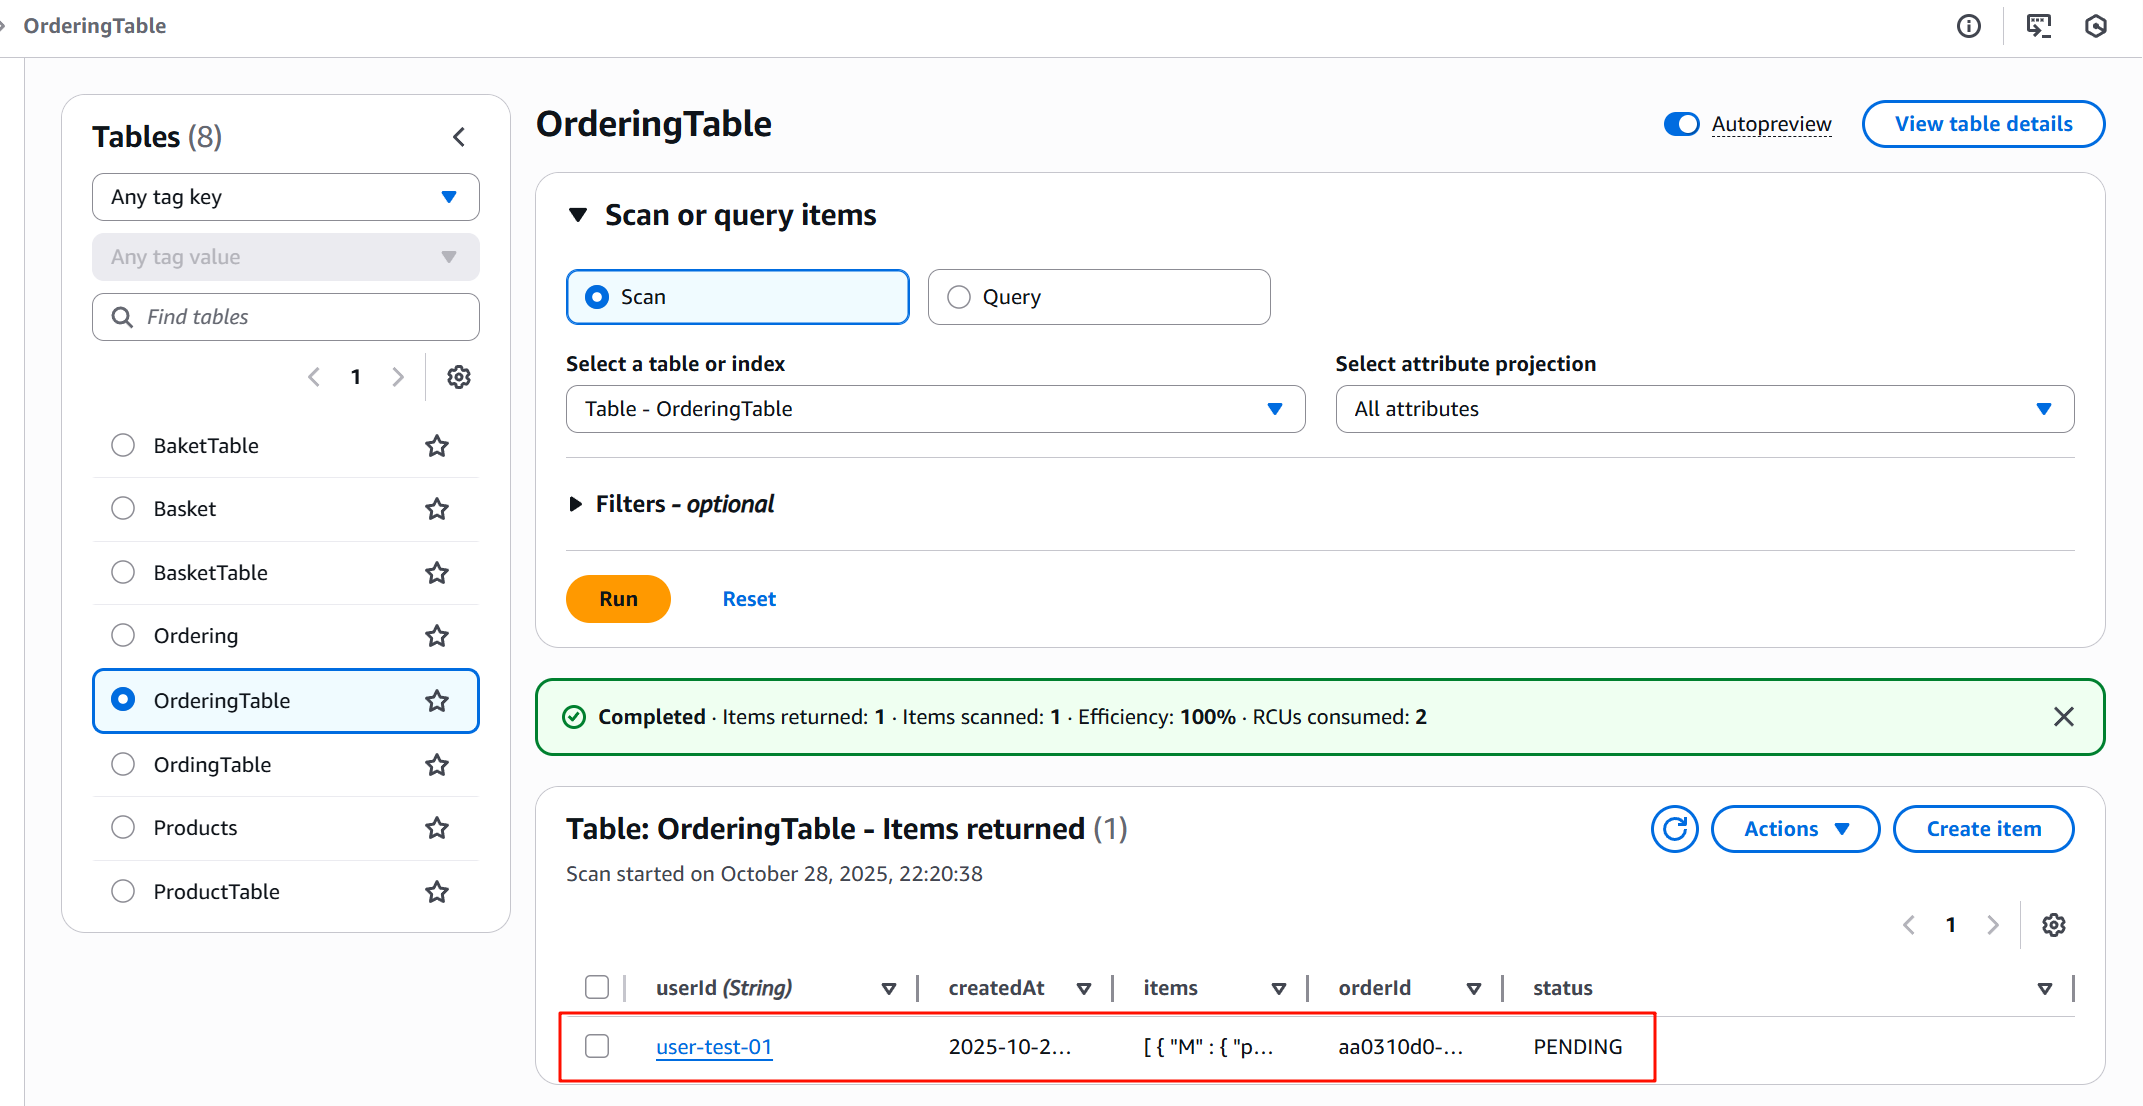 OrderingTable
Tables (8)
Any tag key
Any tag value
Find tables
1
BaketTable
Basket
BasketTable
Ordering
OrderingTable
OrdingTable
Products
ProductTable
OrderingTable
Autopreview
View table details
Scan or query items
Scan
Query
Select a table or index
Select attribute projection
Table - OrderingTable
All attributes
Filters - optional
Run
Reset
Completed · Items returned: 1 · Items scanned: 1 · Efficiency: 100% · RCUs consumed: 2
Table: OrderingTable - Items returned (1)
Actions
Create item
Scan started on October 28, 2025, 22:20:38
1
userId (String)
createdAt
items
orderId
status
user-test-01
2025-10-2...
[ { "M" : { "p...
aa0310d0-...
PENDING